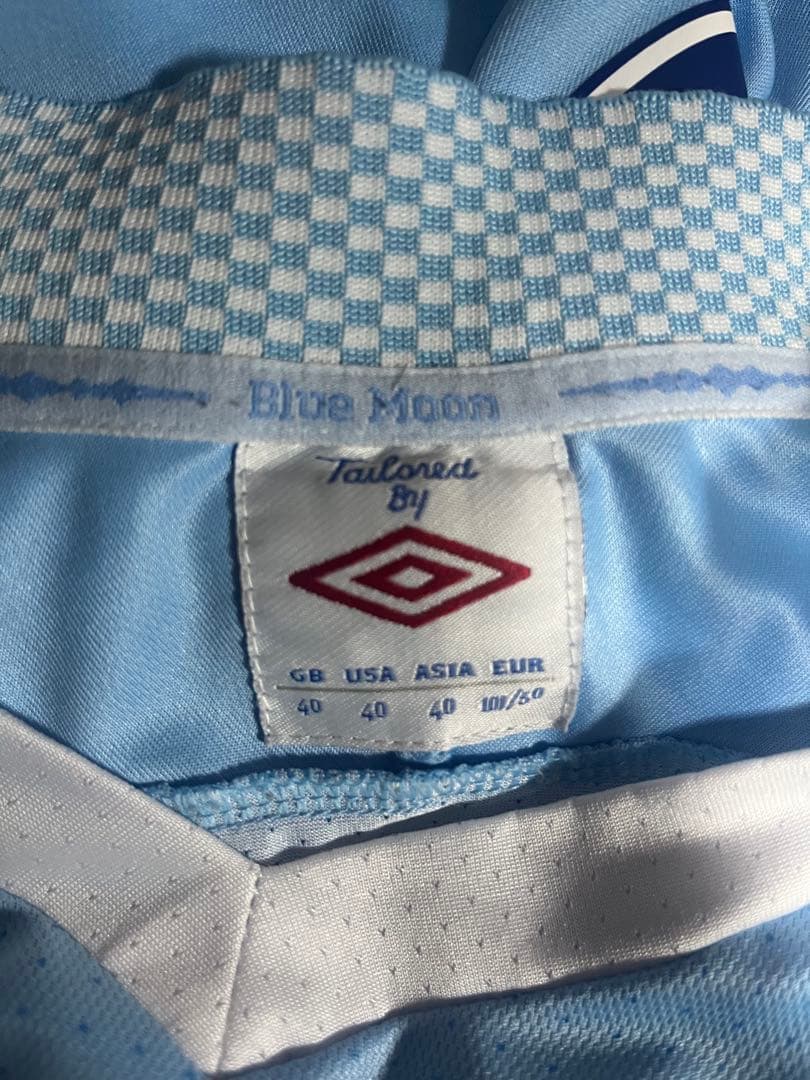 Blue Moon
Tailored
By
GB USA ASIA EUR
40 40 40 101/50